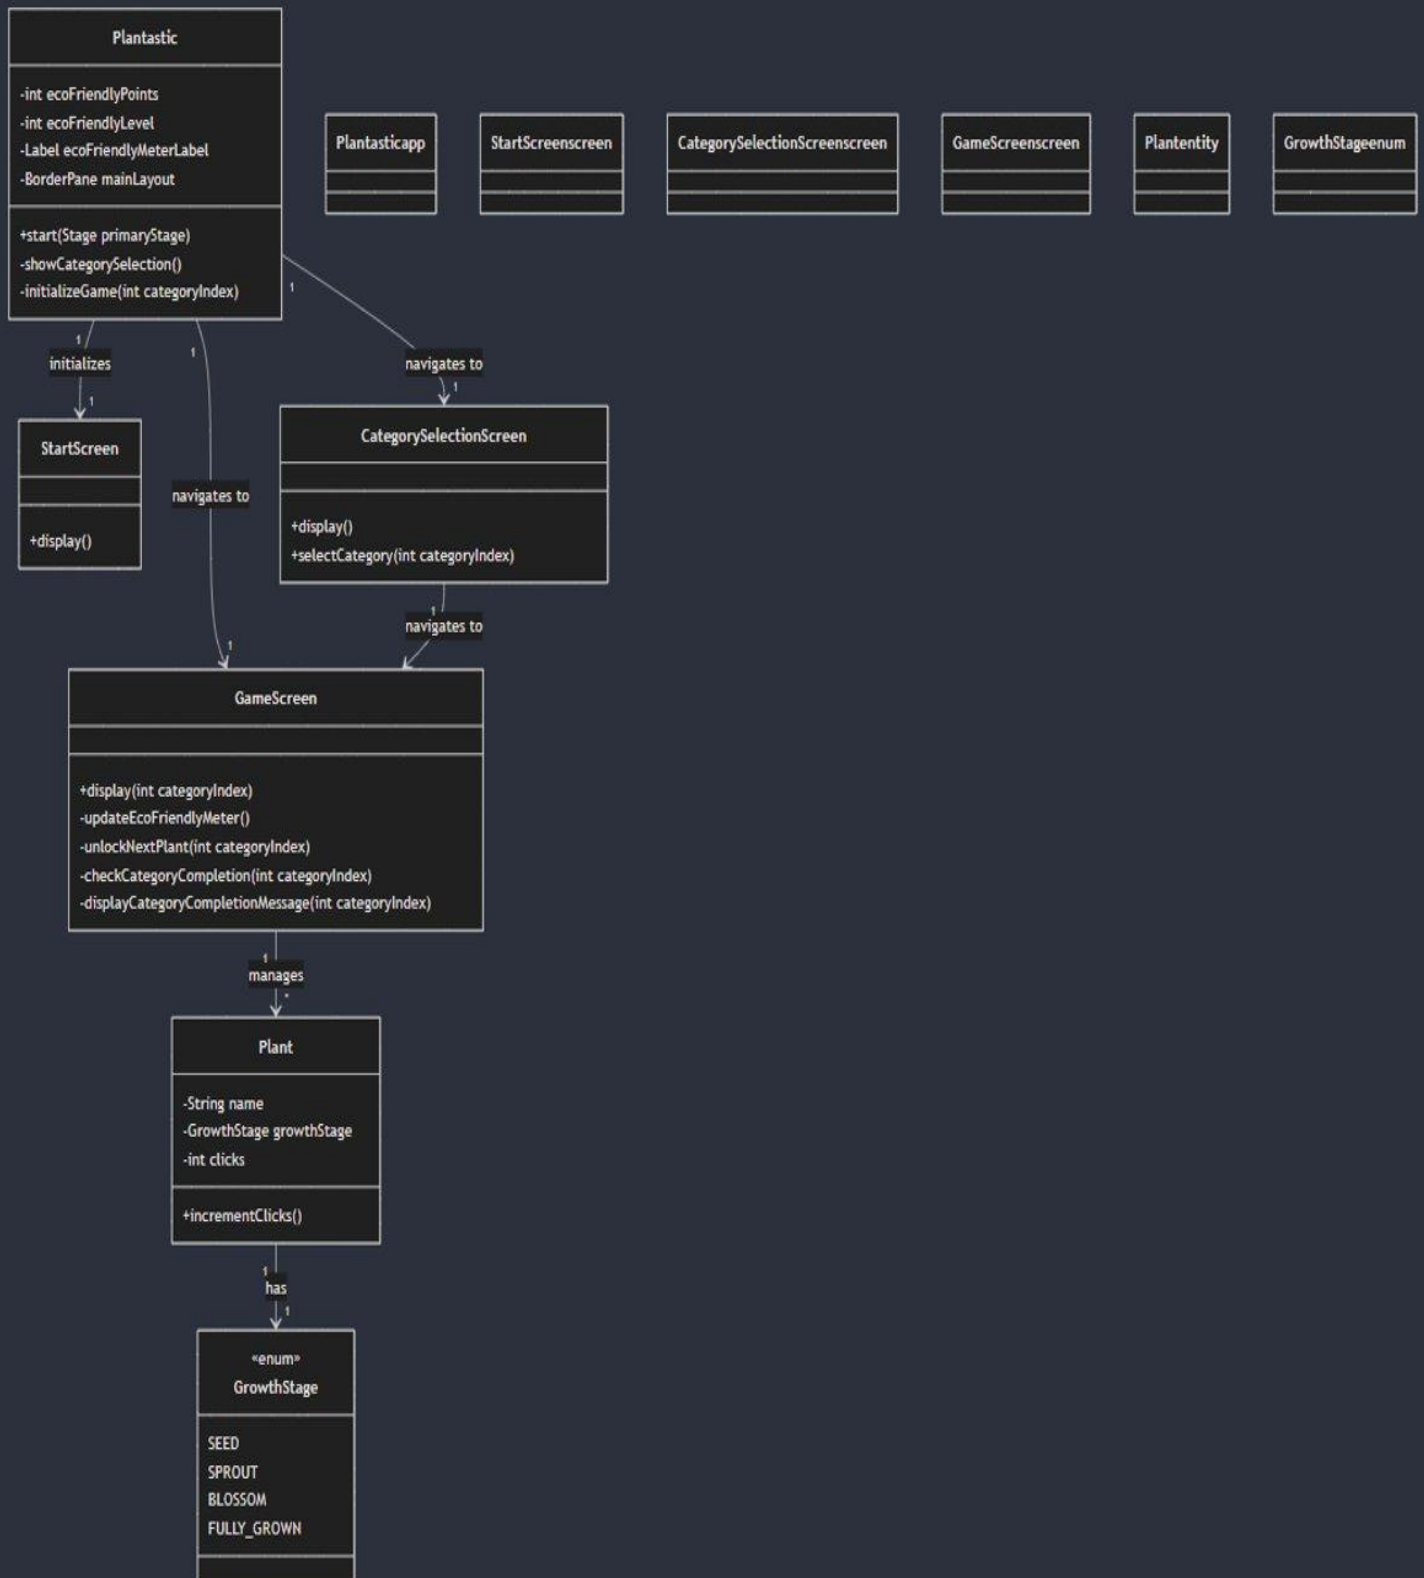 Plantastic
-int ecoFriendlyPoints
-int ecoFriendlyLevel
-Label ecoFriendlyMeterLabel
-BorderPane mainLayout
+start(Stage primaryStage)
-showCategorySelection()
-initializeGame(int categoryIndex)
Plantasticapp
StartScreenscreen
CategorySelectionScreenscreen
GameScreenscreen
Plantentity
GrowthStageenum
1
1
1
initializes
navigates to
1
1
StartScreen
+display()
navigates to
CategorySelectionScreen
+display()
+selectCategory(int categoryIndex)
1
navigates to
1
GameScreen
+display(int categoryIndex)
-updateEcoFriendlyMeter()
-unlockNextPlant(int categoryIndex)
-checkCategoryCompletion(int categoryIndex)
-displayCategoryCompletionMessage(int categoryIndex)
1
manages
*
Plant
-String name
-GrowthStage growthStage
-int clicks
+incrementClicks()
1
has
1
«enum»
GrowthStage
SEED
SPROUT
BLOSSOM
FULLY_GROWN